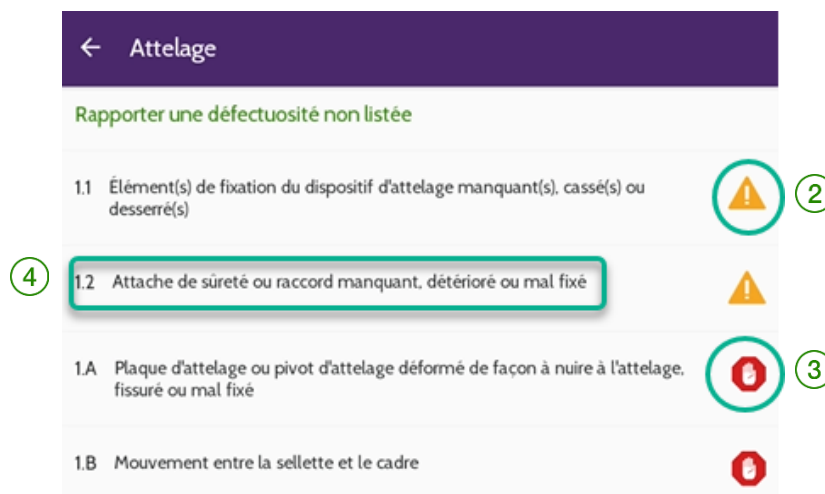 ← Attelage
Rapporter une défectuosité non listée
1.1 Élément(s) de fixation du dispositif d'attelage manquant(s), cassé(s) ou
desserré(s)
2
4
1.2 Attache de sûreté ou raccord manquant, détérioré ou mal fixé
1.A Plaque d'attelage ou pivot d'attelage déformé de façon à nuire à l'attelage,
fissuré ou mal fixé
3
1.B Mouvement entre la sellette et le cadre